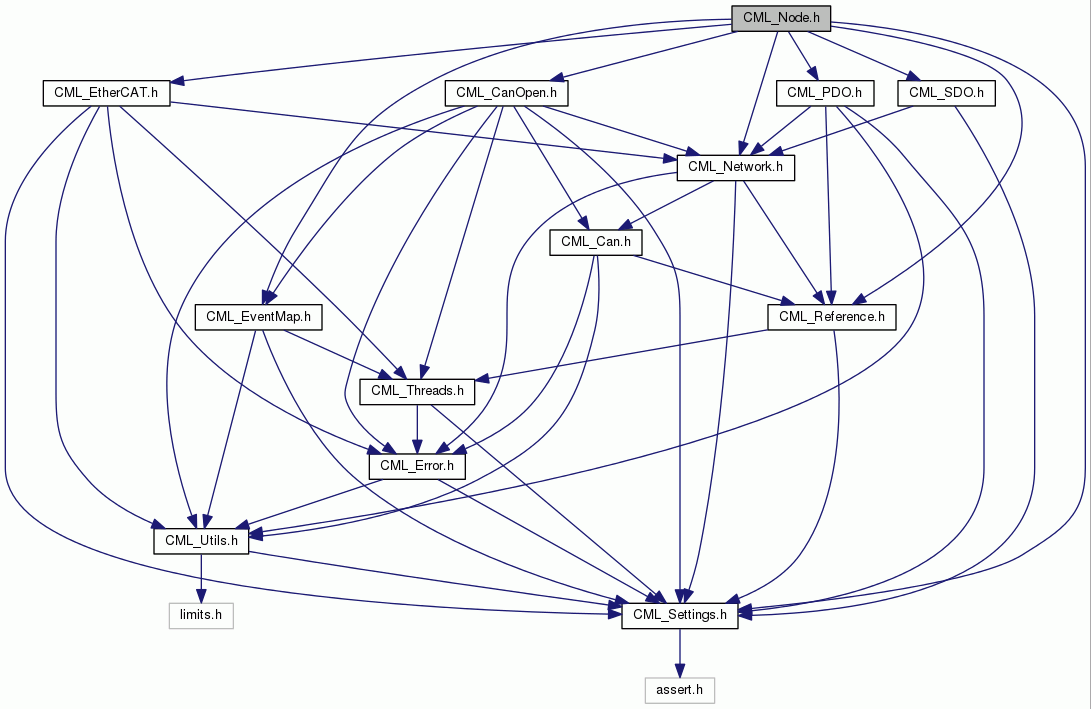 CML_Node.h
CML_EtherCAT.h
CML_CanOpen.h
CML_PDO.h
CML_SDO.h
CML_Network.h
CML_Can.h
CML_EventMap.h
CML_Reference.h
CML_Threads.h
CML_Error.h
CML_Utils.h
limits.h
CML_Settings.h
assert.h